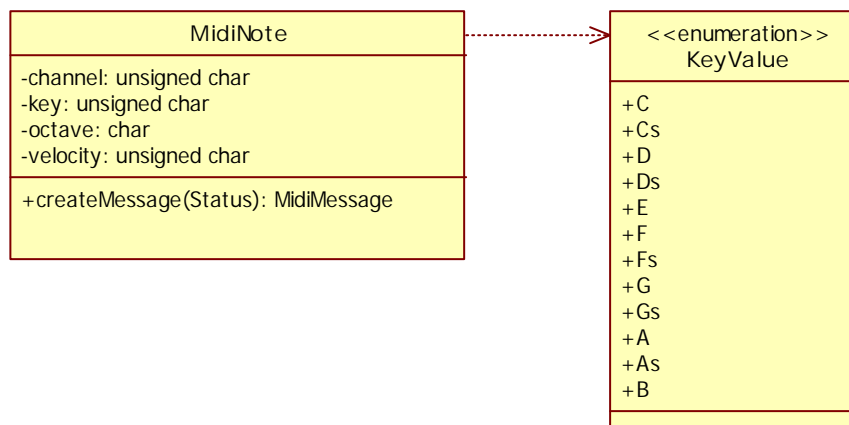 MidiNote
-channel: unsigned char
-key: unsigned char
-octave: char
-velocity: unsigned char
+createMessage(Status): MidiMessage
<<enumeration>>
KeyValue
+C
+Cs
+D
+Ds
+E
+F
+Fs
+G
+Gs
+A
+As
+B